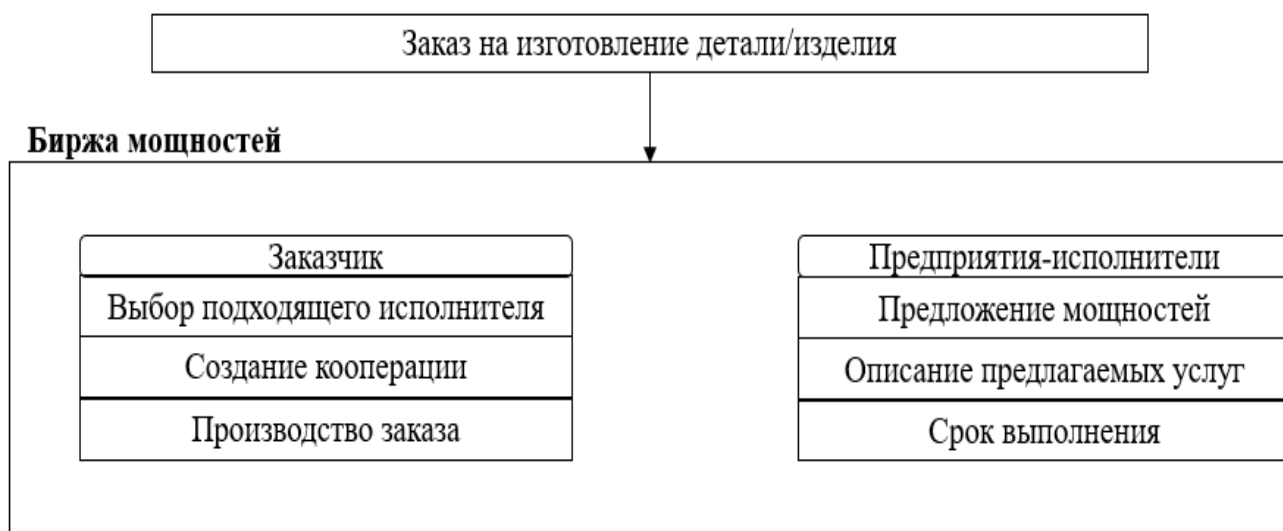 Заказ на изготовление детали/изделия
Биржа мощностей
Заказчик
Выбор подходящего исполнителя
Создание кооперации
Производство заказа
Предприятия-исполнители
Предложение мощностей
Описание предлагаемых услуг
Срок выполнения